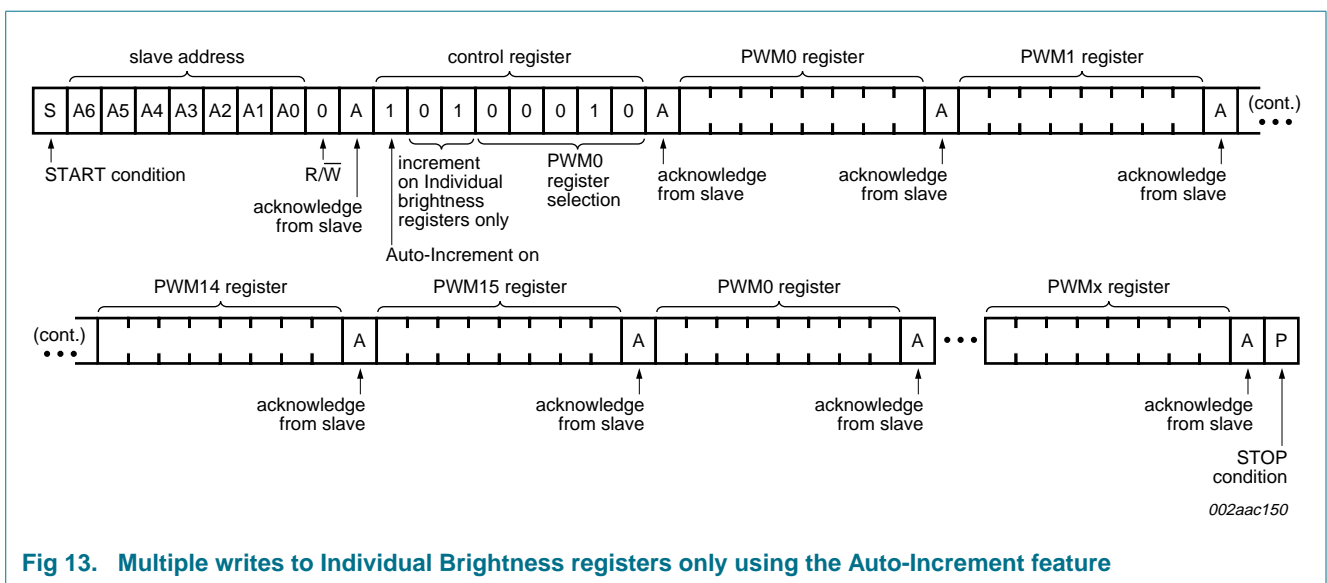 slave address control register PWM0 register PWM1 register
S A6 A5 A4 A3 A2 A1 A0 0 A 1 0 1 0 0 0 1 0 A A A (cont.)
START condition
R/W̅
acknowledge
from slave
Auto-Increment on
increment
on Individual
brightness
registers only
PWM0
register
selection
acknowledge
from slave
acknowledge
from slave
acknowledge
from slave
PWM14 register PWM15 register PWM0 register PWMx register
(cont.) A A A A P
acknowledge
from slave
acknowledge
from slave
acknowledge
from slave
acknowledge
from slave
STOP
condition
002aac150
Fig 13. Multiple writes to Individual Brightness registers only using the Auto-Increment feature